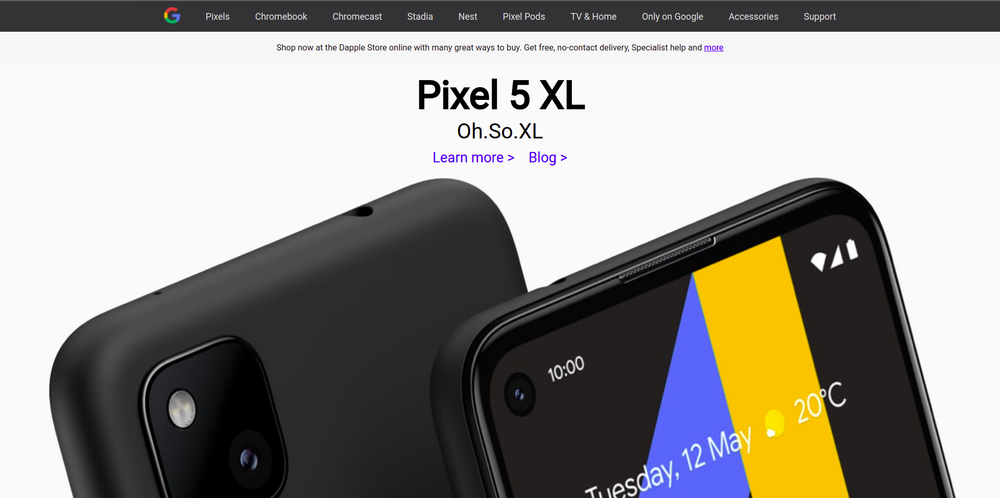 Pixels Chromebook Chromecast Stadia Nest Pixel Pods TV & Home Only on Google Accessories Support
Shop now at the Dapple Store online with many great ways to buy. Get free, no-contact delivery, Specialist help and more
Pixel 5 XL
Oh.So.XL
Learn more > Blog >
10:00
Tuesday, 12 May 20°C